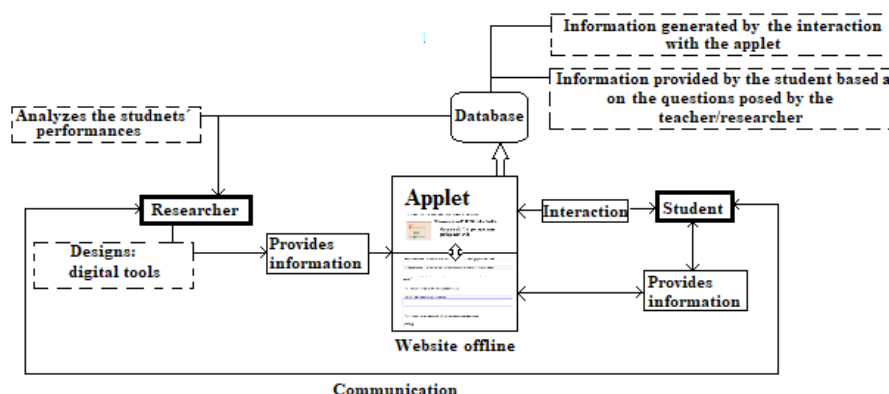 Information generated by the interaction
with the applet
Information provided by the student based a
on the questions posed by the
teacher/researcher
Analyzes the studnets´
performances
Database
Applet
Researcher
Interaction
Student
Designs:
digital tools
Provides
information
Provides
information
Website offline
Communication